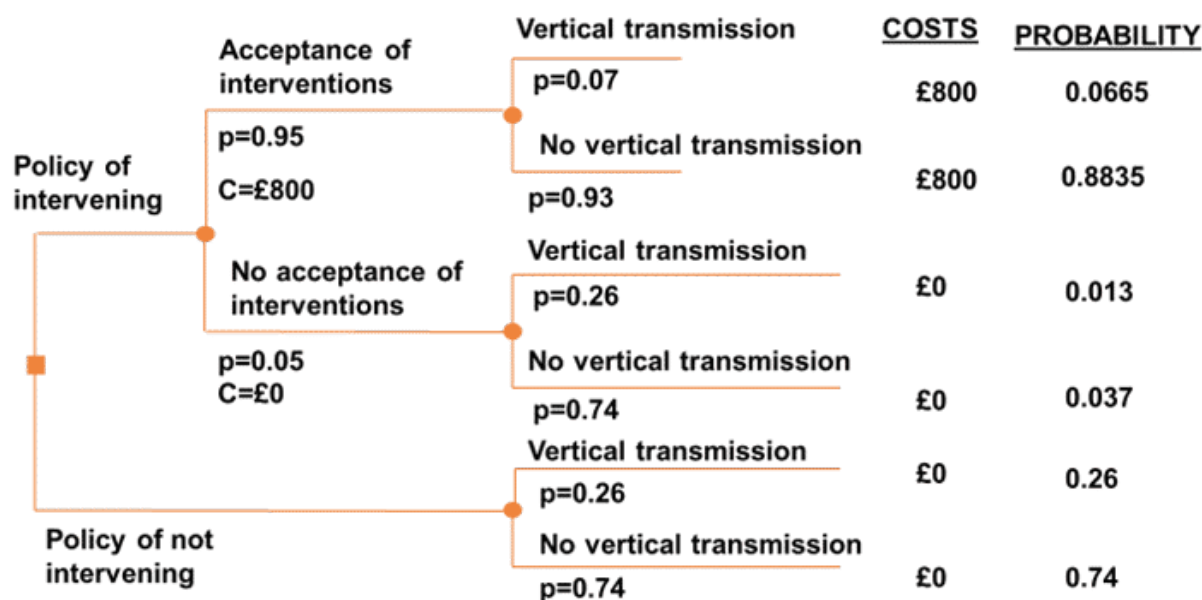 Vertical transmission
COSTS
PROBABILITY
Acceptance of
interventions
p=0.07
£800
0.0665
p=0.95
No vertical transmission
Policy of
intervening
C=£800
p=0.93
£800
0.8835
Vertical transmission
No acceptance of
interventions
p=0.26
£0
0.013
p=0.05
C=£0
No vertical transmission
p=0.74
£0
0.037
Vertical transmission
p=0.26
£0
0.26
Policy of not
intervening
No vertical transmission
p=0.74
£0
0.74